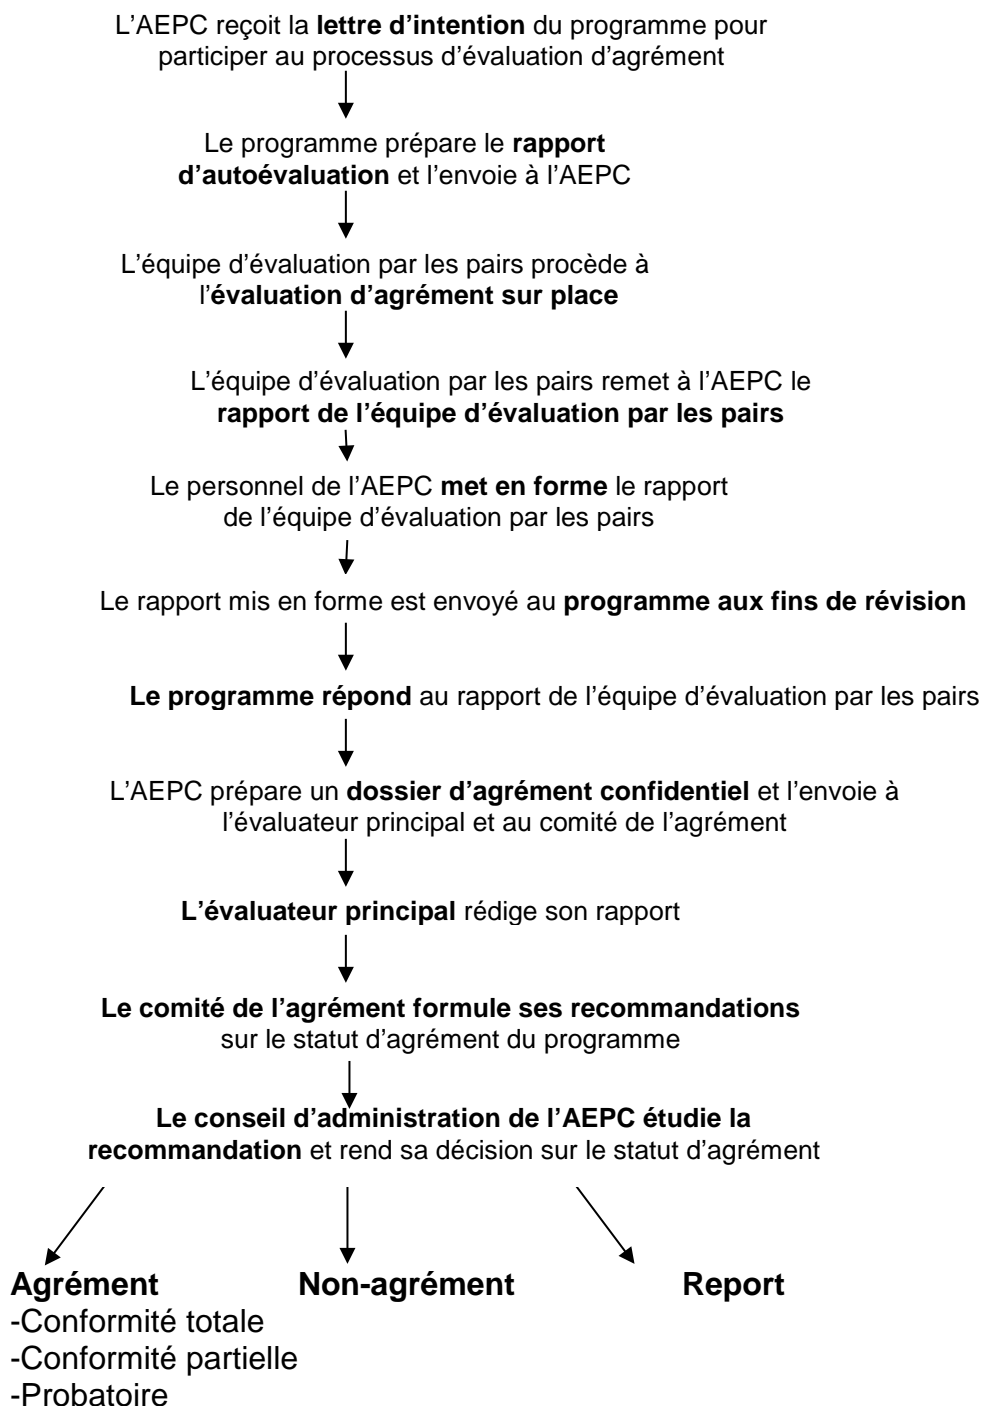 L’AEPC reçoit la lettre d’intention du programme pour
participer au processus d’évaluation d’agrément
Le programme prépare le rapport
d’autoévaluation et l’envoie à l’AEPC
L’équipe d’évaluation par les pairs procède à
l’évaluation d’agrément sur place
L’équipe d’évaluation par les pairs remet à l’AEPC le
rapport de l’équipe d’évaluation par les pairs
Le personnel de l’AEPC met en forme le rapport
de l’équipe d’évaluation par les pairs
Le rapport mis en forme est envoyé au programme aux fins de révision
Le programme répond au rapport de l’équipe d’évaluation par les pairs
L’AEPC prépare un dossier d’agrément confidentiel et l’envoie à
l’évaluateur principal et au comité de l’agrément
L’évaluateur principal rédige son rapport
Le comité de l’agrément formule ses recommandations
sur le statut d’agrément du programme
Le conseil d’administration de l’AEPC étudie la
recommandation et rend sa décision sur le statut d’agrément
Agrément Non-agrément Report
-Conformité totale
-Conformité partielle
-Probatoire